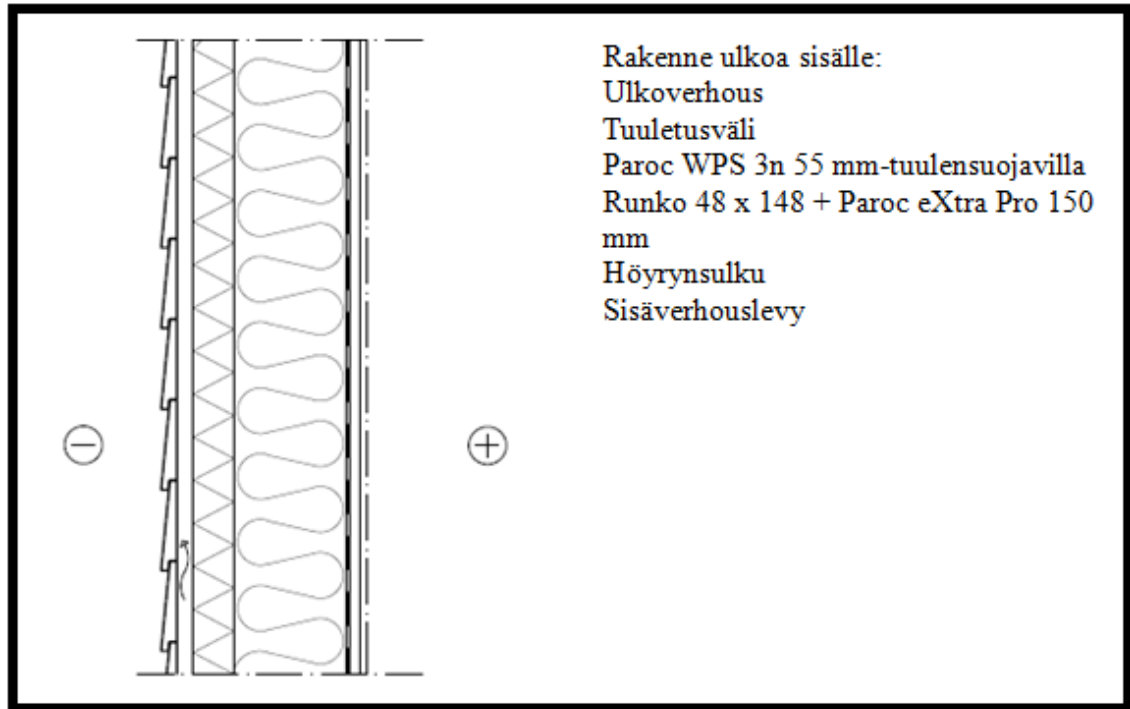 Rakenne ulkoa sisälle:
Ulkoverhous
Tuuletusväli
Paroc WPS 3n 55 mm-tuulensuojavilla
Runko 48 x 148 + Paroc eXtra Pro 150
mm
Höyrynsulku
Sisäverhouslevy